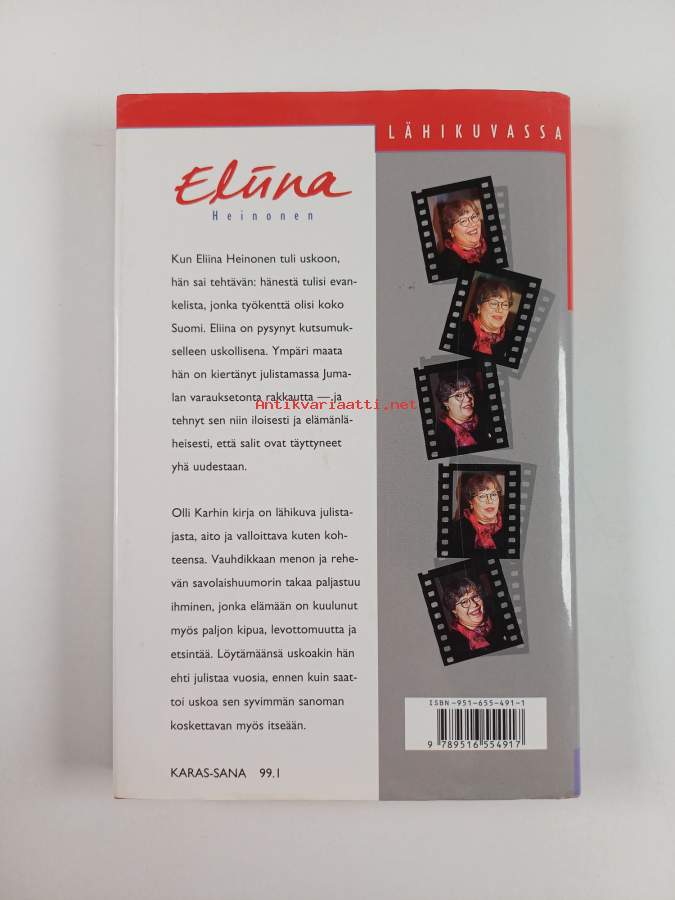 LÄHIKUVASSA
Eliina
Heinonen
Kun Eliina Heinonen tuli uskoon,
hän sai tehtävän: hänestä tulisi evan-
kelista, jonka työkenttä olisi koko
Suomi. Eliina on pysynyt kutsumuk-
selleen uskollisena. Ympäri maata
hän on kiertänyt julistamassa Juma-
lan varauksetonta rakkautta — ja
Antikvariaatti.net
tehnyt sen niin iloisesti ja elämänlä-
heisesti, että salit ovat täyttyneet
yhä uudestaan.
Olli Karhin kirja on lähikuva julista-
jasta, aito ja valloittava kuten koh-
teensa. Vauhdikkaan menon ja rehe-
vän savolaishuumorin takaa paljastuu
ihminen, jonka elämään on kuulunut
myös paljon kipua, levottomuutta ja
etsintää. Löytämäänsä uskoakin hän
ehti julistaa vuosia, ennen kuin saat-
toi uskoa sen syvimmän sanoman
koskettavan myös itseään.
KARAS-SANA 99.1
ISBN-951-655-491-1
9 789516 554917